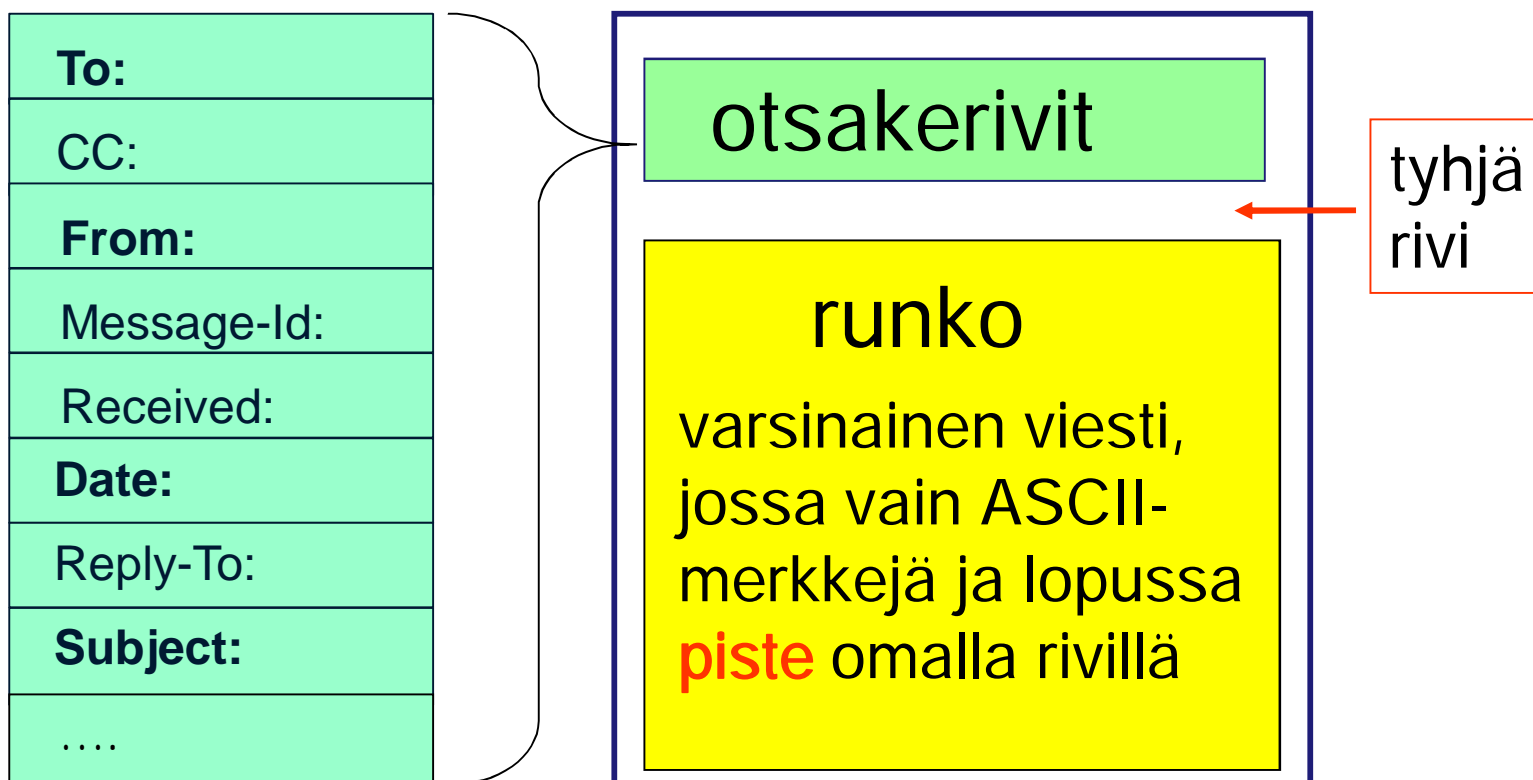 To:
CC:
From:
Message-Id:
Received:
Date:
Reply-To:
Subject:
....
otsakerivit
tyhjä
rivi
runko
varsinainen viesti,
jossa vain ASCII-
merkkejä ja lopussa
piste omalla rivillä